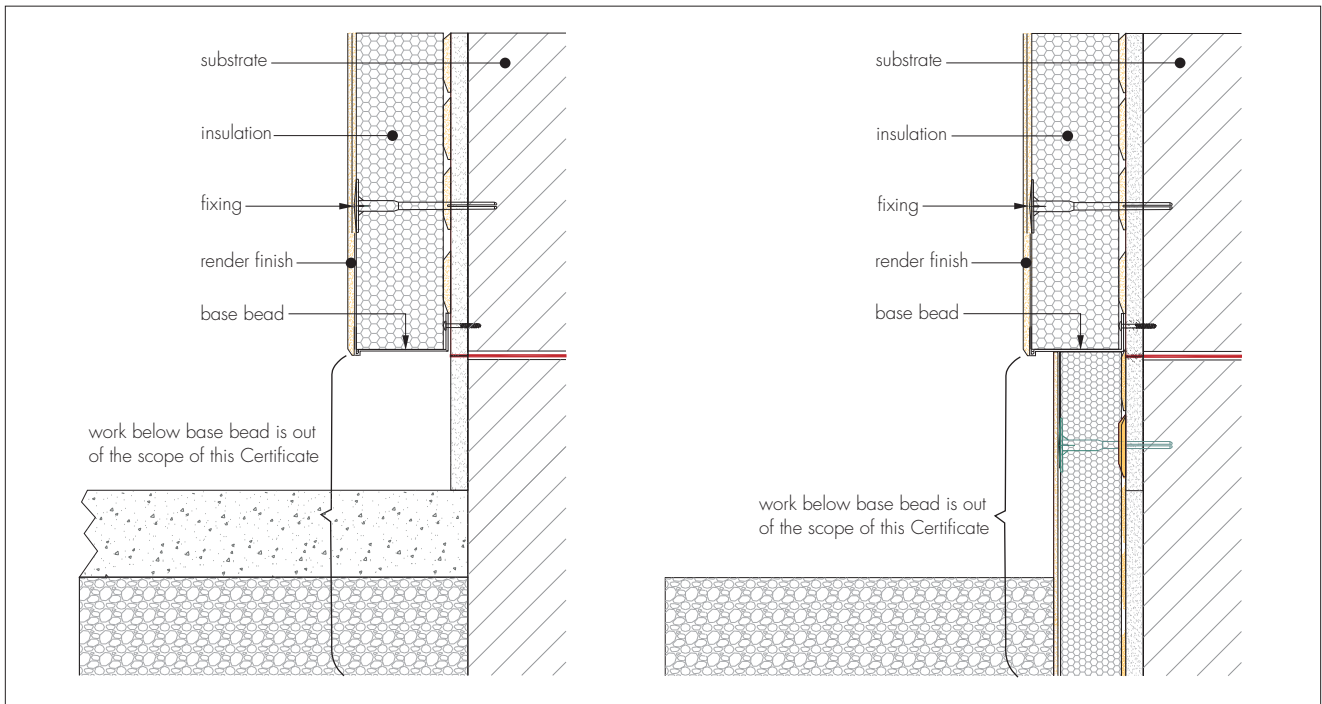 substrate
insulation
fixing
render finish
base bead
work below base bead is out
of the scope of this Certificate
substrate
insulation
fixing
render finish
base bead
work below base bead is out
of the scope of this Certificate